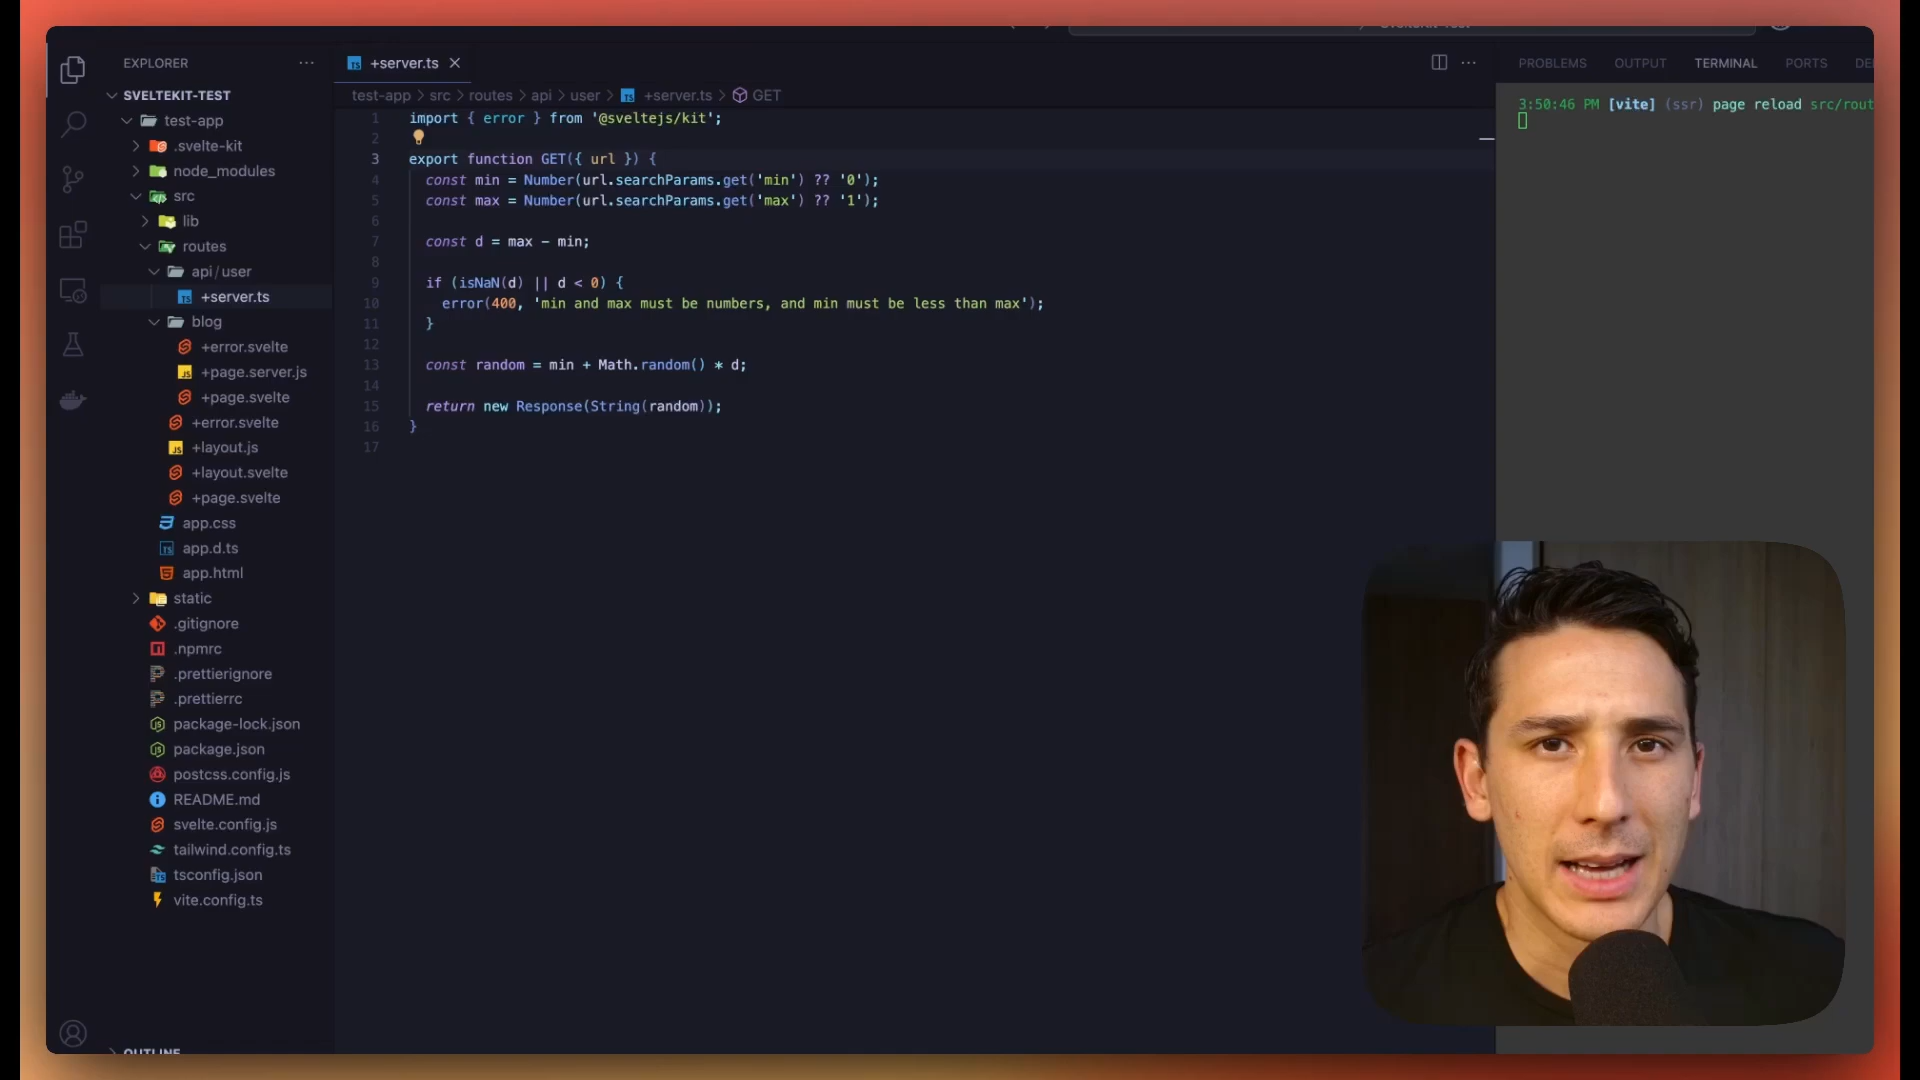 EXPLORER
SVELTEKIT-TEST
test-app
.svelte-kit
node_modules
src
lib
routes
api/user
+server.ts
blog
+error.svelte
+page.server.js
+page.svelte
+error.svelte
+layout.js
+layout.svelte
+page.svelte
app.css
app.d.ts
app.html
static
.gitignore
.npmrc
.prettierignore
.prettierrc
package-lock.json
package.json
postcss.config.js
README.md
svelte.config.js
tailwind.config.ts
tsconfig.json
vite.config.ts
OUTLINE
+server.ts
test-app > src > routes > api > user > +server.ts > GET
1 import { error } from '@sveltejs/kit';
2
3 export function GET({ url }) {
4 const min = Number(url.searchParams.get('min') ?? '0');
5 const max = Number(url.searchParams.get('max') ?? '1');
6
7 const d = max - min;
8
9 if (isNaN(d) || d < 0) {
10 error(400, 'min and max must be numbers, and min must be less than max');
11 }
12
13 const random = min + Math.random() * d;
14
15 return new Response(String(random));
16 }
17
PROBLEMS OUTPUT TERMINAL PORTS DE
3:50:46 PM [vite] (ssr) page reload src/rout